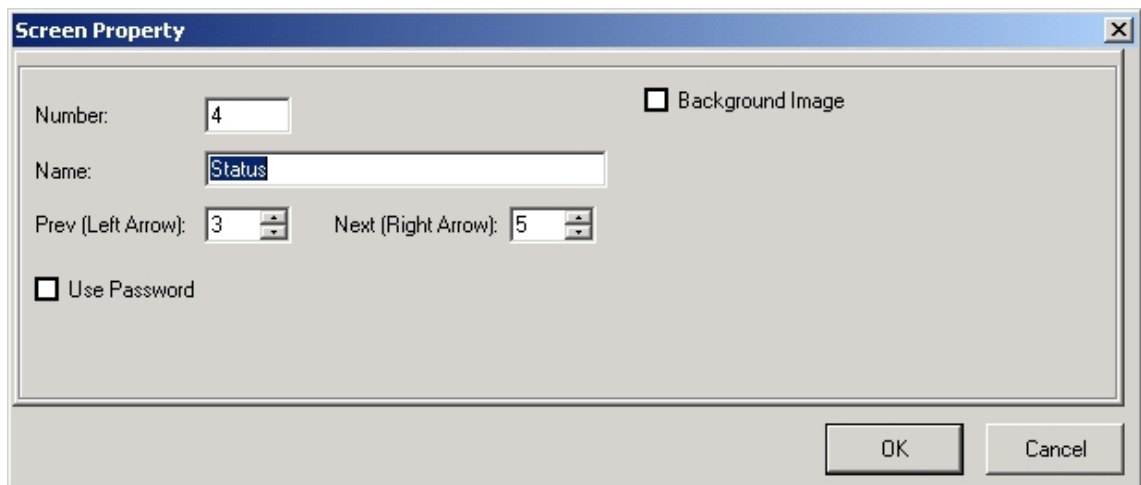 Screen Property
Number: 4
Background Image
Name: Status
Prev (Left Arrow): 3 Next (Right Arrow): 5
Use Password
OK Cancel